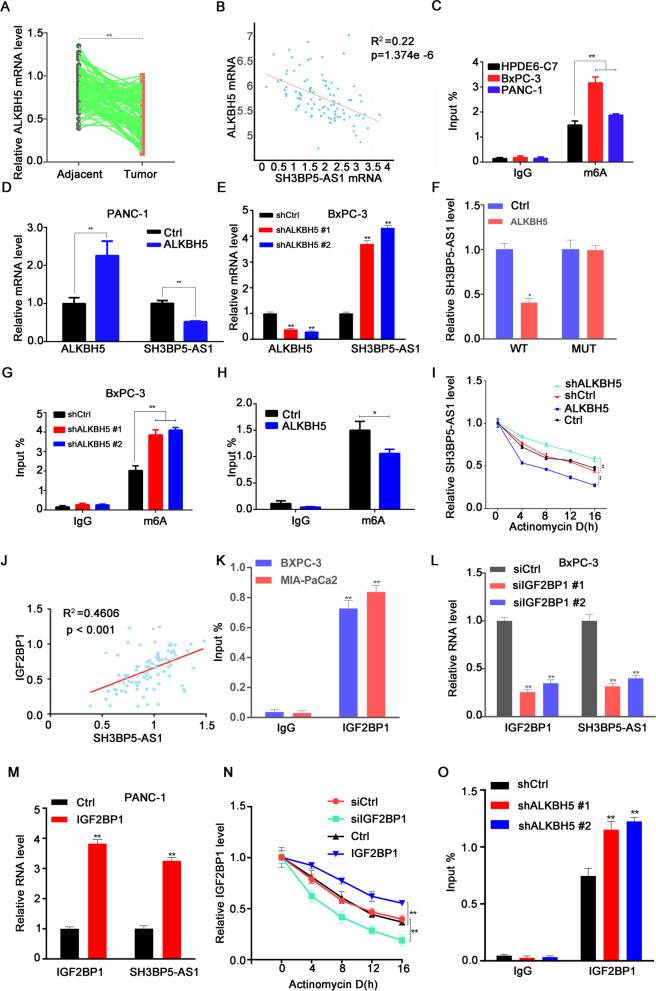 A
**
Relative ALKBH5 mRNA level
1.5
1.0
0.5
0.0
Adjacent
Tumor
B
R²=0.22
p=1.374e -6
ALKBH5 mRNA
7
6.5
6
5.5
5
0 0.5 1 1.5 2 2.5 3 3.5 4
SH3BP5-AS1 mRNA
C
HPDE6-C7
BxPC-3
PANC-1
**
Input %
4
3
2
1
0
IgG
m6A
D
PANC-1
Ctrl
ALKBH5
**
**
Relative mRNA level
4.0
3.0
2.0
1.0
0.0
ALKBH5
SH3BP5-AS1
E
BxPC-3
shCtrl
shALKBH5 #1
shALKBH5 #2
** **
** **
Relative mRNA level
5
4
3
2
1
0
ALKBH5
SH3BP5-AS1
F
Ctrl
ALKBH5
*
Relative SH3BP5-AS1 level
1.5
1.0
0.5
0.0
WT
MUT
G
BxPC-3
shCtrl
shALKBH5 #1
shALKBH5 #2
**
Input %
IgG
m6A
H
Ctrl
ALKBH5
*
Input %
2.0
1.5
1.0
0.5
0.0
IgG
m6A
I
shALKBH5
shCtrl
ALKBH5
Ctrl
Relative SH3BP5-AS1 level
1.5
1.0
0.5
0.0
0 4 8 12 16
Actinomycin D(h)
J
R²=0.4606
p < 0.001
IGF2BP1
0.0
0.5
1.0
1.5
SH3BP5-AS1
K
BXPC-3
MIA-PaCa2
** **
Input %
1.0
0.8
0.6
0.4
0.2
0.0
IgG
IGF2BP1
L
BxPC-3
siCtrl
siIGF2BP1 #1
siIGF2BP1 #2
** **
** **
Relative RNA level
1.5
1.0
0.5
0.0
IGF2BP1
SH3BP5-AS1
M
PANC-1
Ctrl
IGF2BP1
**
**
Relative RNA level
5
4
3
2
1
0
IGF2BP1
SH3BP5-AS1
N
siCtrl
siIGF2BP1
Ctrl
IGF2BP1
**
**
Relative IGF2BP1 level
1.5
1.0
0.5
0.0
0 4 8 12 16
Actinomycin D(h)
O
shCtrl
shALKBH5 #1
shALKBH5 #2
** **
Input %
1.5
1.0
0.5
0.0
IgG
IGF2BP1